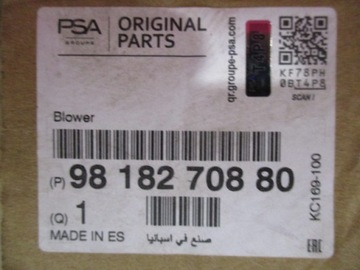 PSA
GROUPE
ORIGINAL
PARTS
qr.groupe-psa.com
KF78PH
0BT4P8
SCAN !
Blower
(P) 98 182 708 80
(Q) 1
MADE IN ES
صنع في اسبانيا
KC169-100
EAC